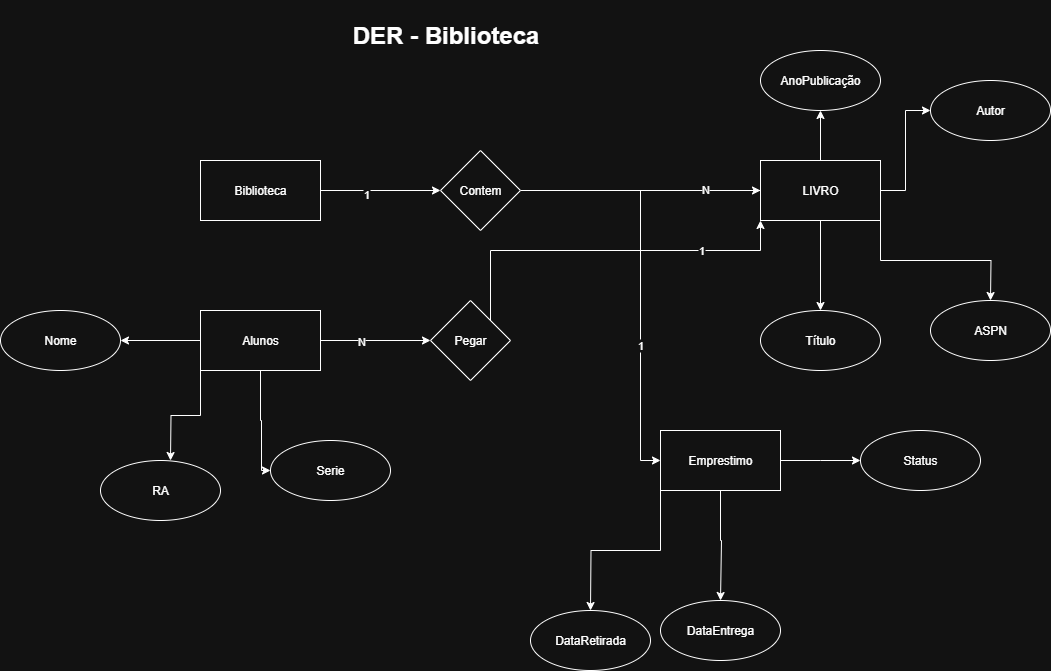 DER - Biblioteca
AnoPublicação
Autor
Biblioteca
1
Contem
N
LIVRO
1
Nome
Alunos
N
Pegar
1
Título
ASPN
RA
Serie
Emprestimo
Status
DataRetirada
DataEntrega